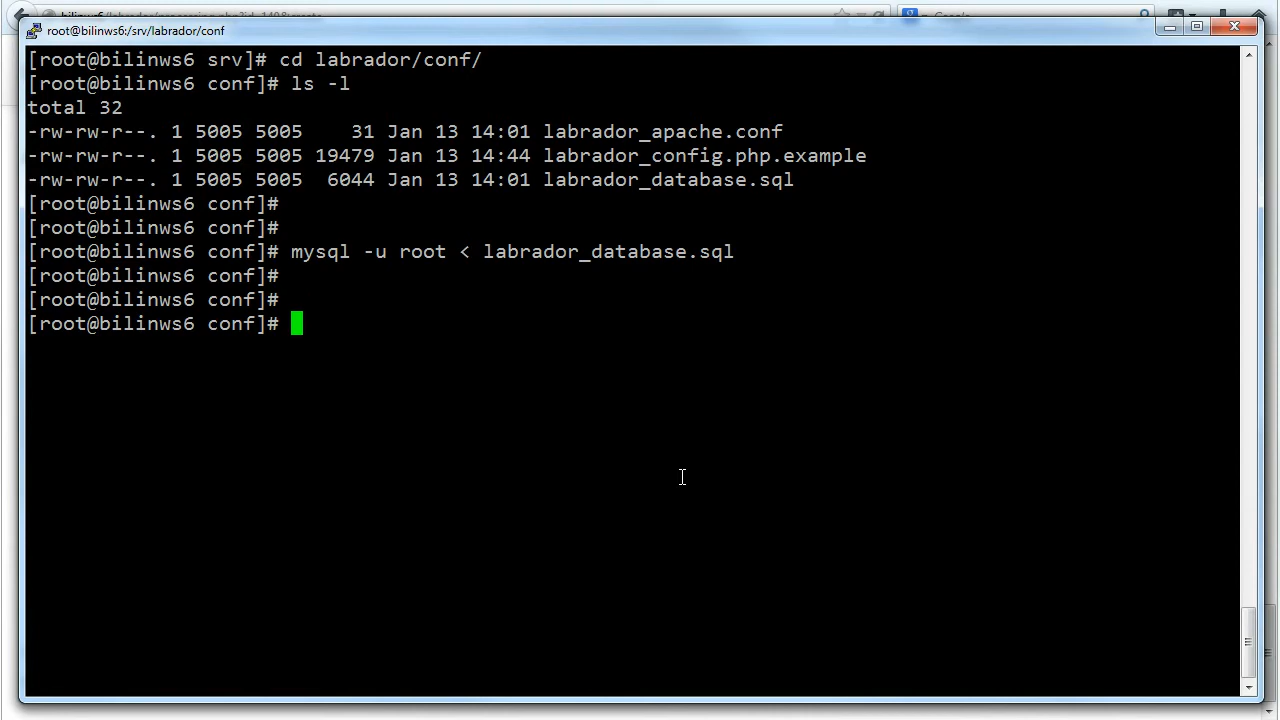 root@bilinws6:/srv/labrador/conf
[root@bilinws6 srv]# cd labrador/conf/
[root@bilinws6 conf]# ls -l
total 32
-rw-rw-r--. 1 5005 5005    31 Jan 13 14:01 labrador_apache.conf
-rw-rw-r--. 1 5005 5005 19479 Jan 13 14:44 labrador_config.php.example
-rw-rw-r--. 1 5005 5005  6044 Jan 13 14:01 labrador_database.sql
[root@bilinws6 conf]#
[root@bilinws6 conf]#
[root@bilinws6 conf]# mysql -u root < labrador_database.sql
[root@bilinws6 conf]#
[root@bilinws6 conf]#
[root@bilinws6 conf]#